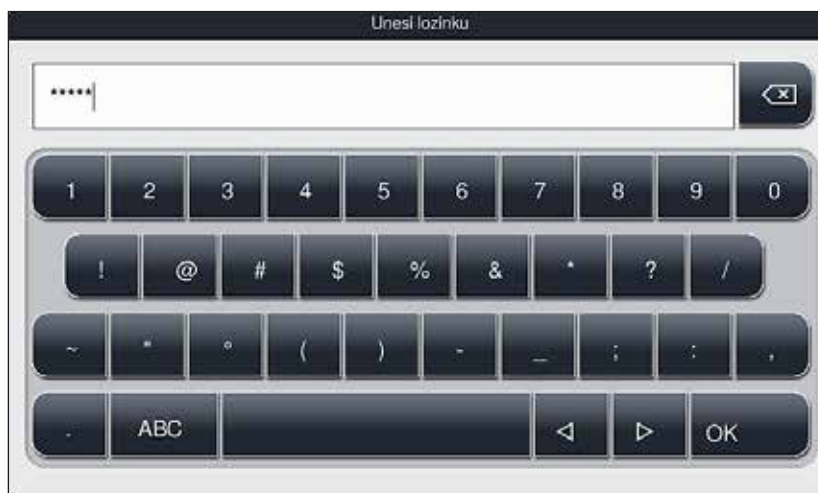 Unesi lozinku
*****
1 2 3 4 5 6 7 8 9 0
! @ # $ % & * ? /
~ " ° ( ) - _ ; : ,
. ABC OK